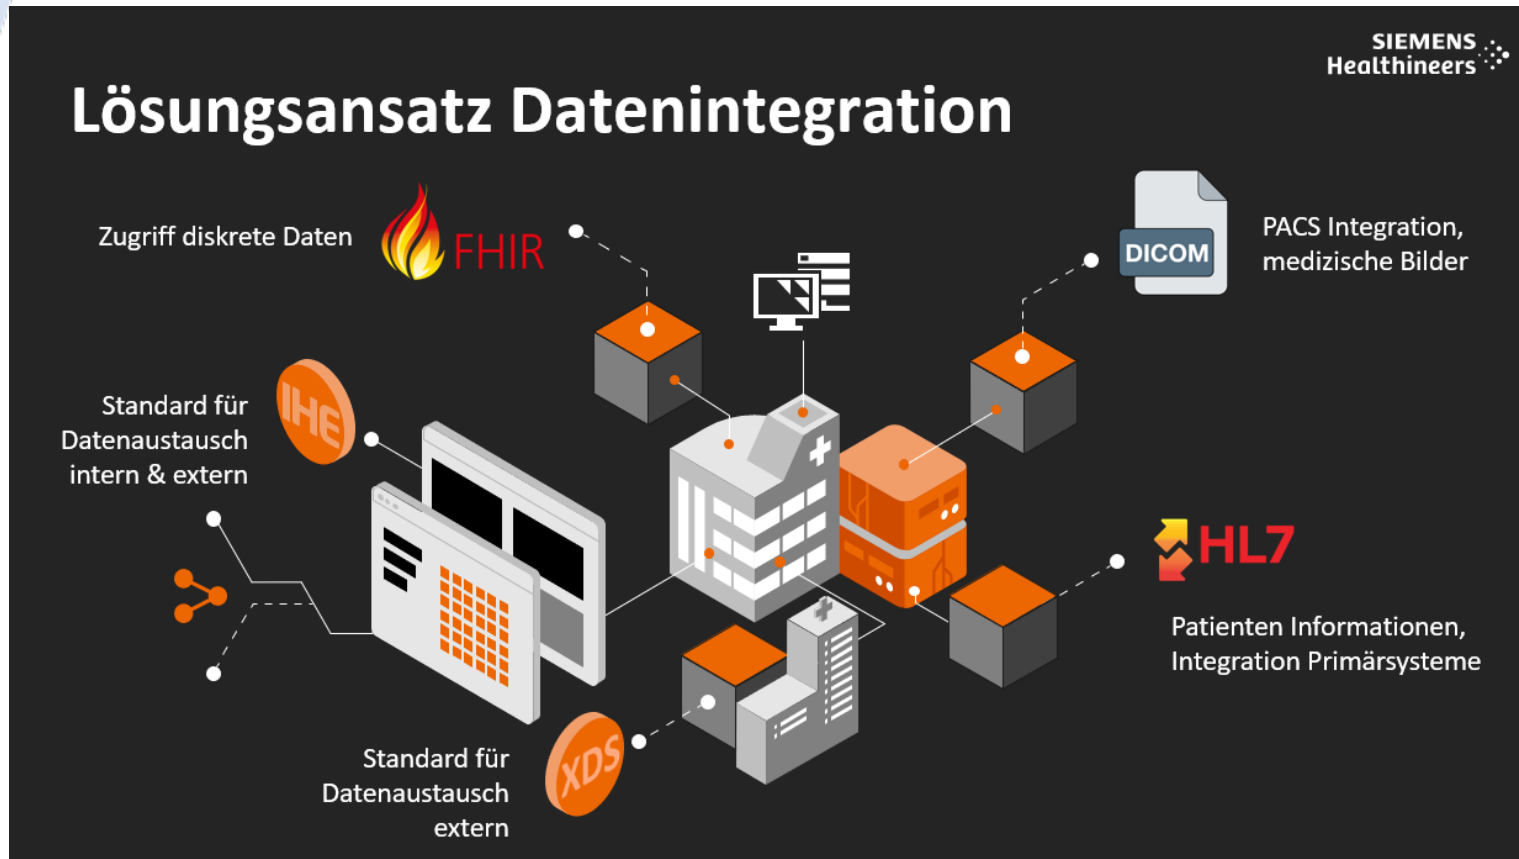 SIEMENS
Healthineers
Lösungsansatz Datenintegration
Zugriff diskrete Daten
FHIR
DICOM
PACS Integration,
medizische Bilder
IHE
Standard für
Datenaustausch
intern & extern
HL7
Patienten Informationen,
Integration Primärsysteme
XDS
Standard für
Datenaustausch
extern